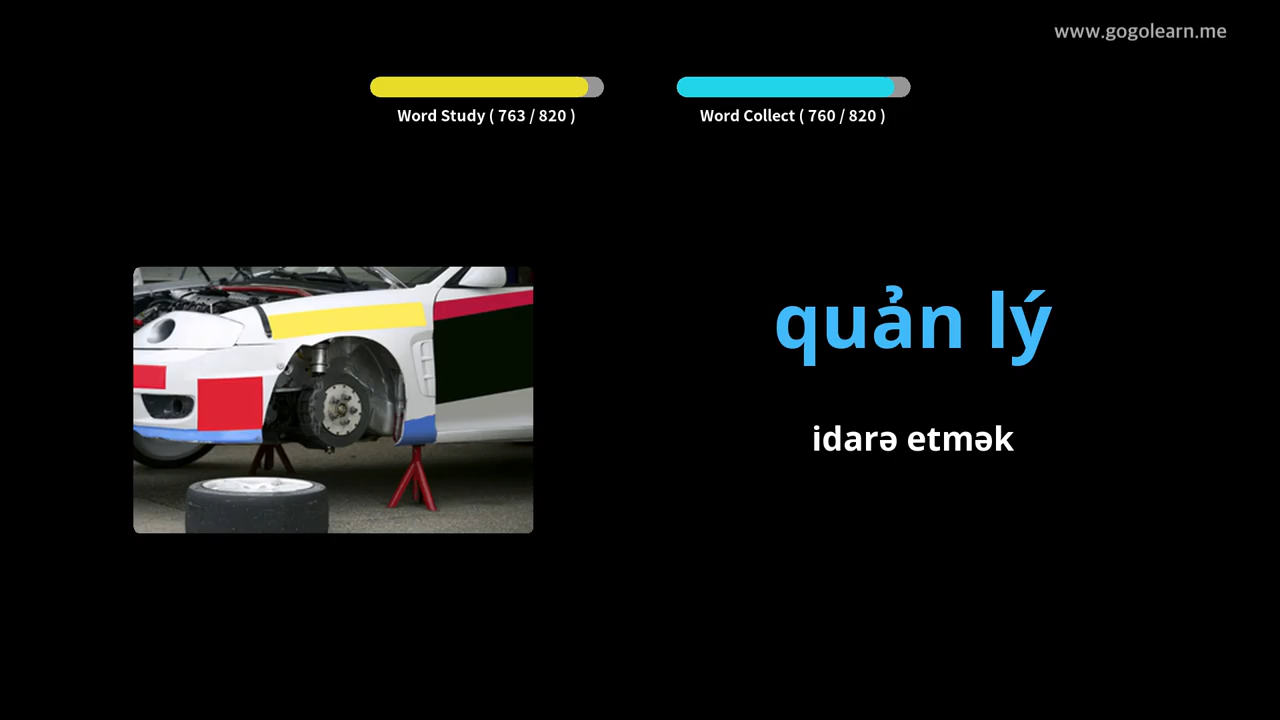 www.gogolearn.me
Word Study ( 763 / 820 )
Word Collect ( 760 / 820 )
quản lý
idarə etmək